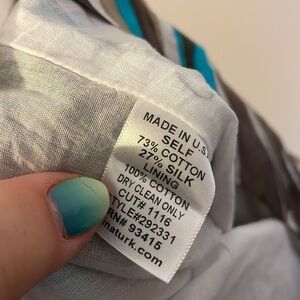 MADE IN U.S
SELF
73% COTTON
27% SILK
LINING
100% COTTON
DRY CLEAN ONLY
CUT# 1116
STYLE#292331
RN# 93415
naturk.com